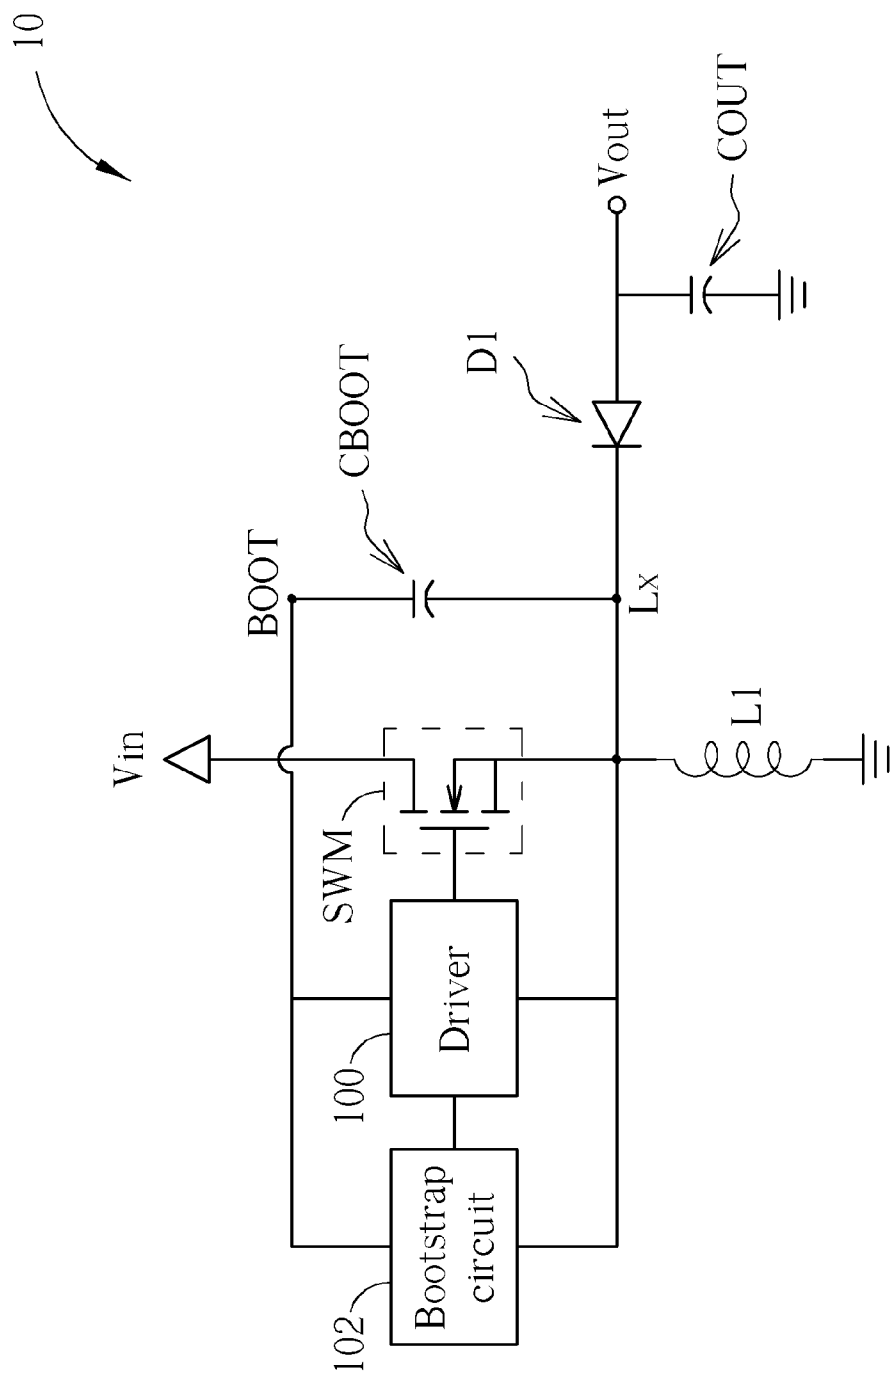 10
Vin
BOOT
CBOOT
SWM
D1
Vout
COUT
Lx
L1
100
Driver
102
Bootstrap
circuit